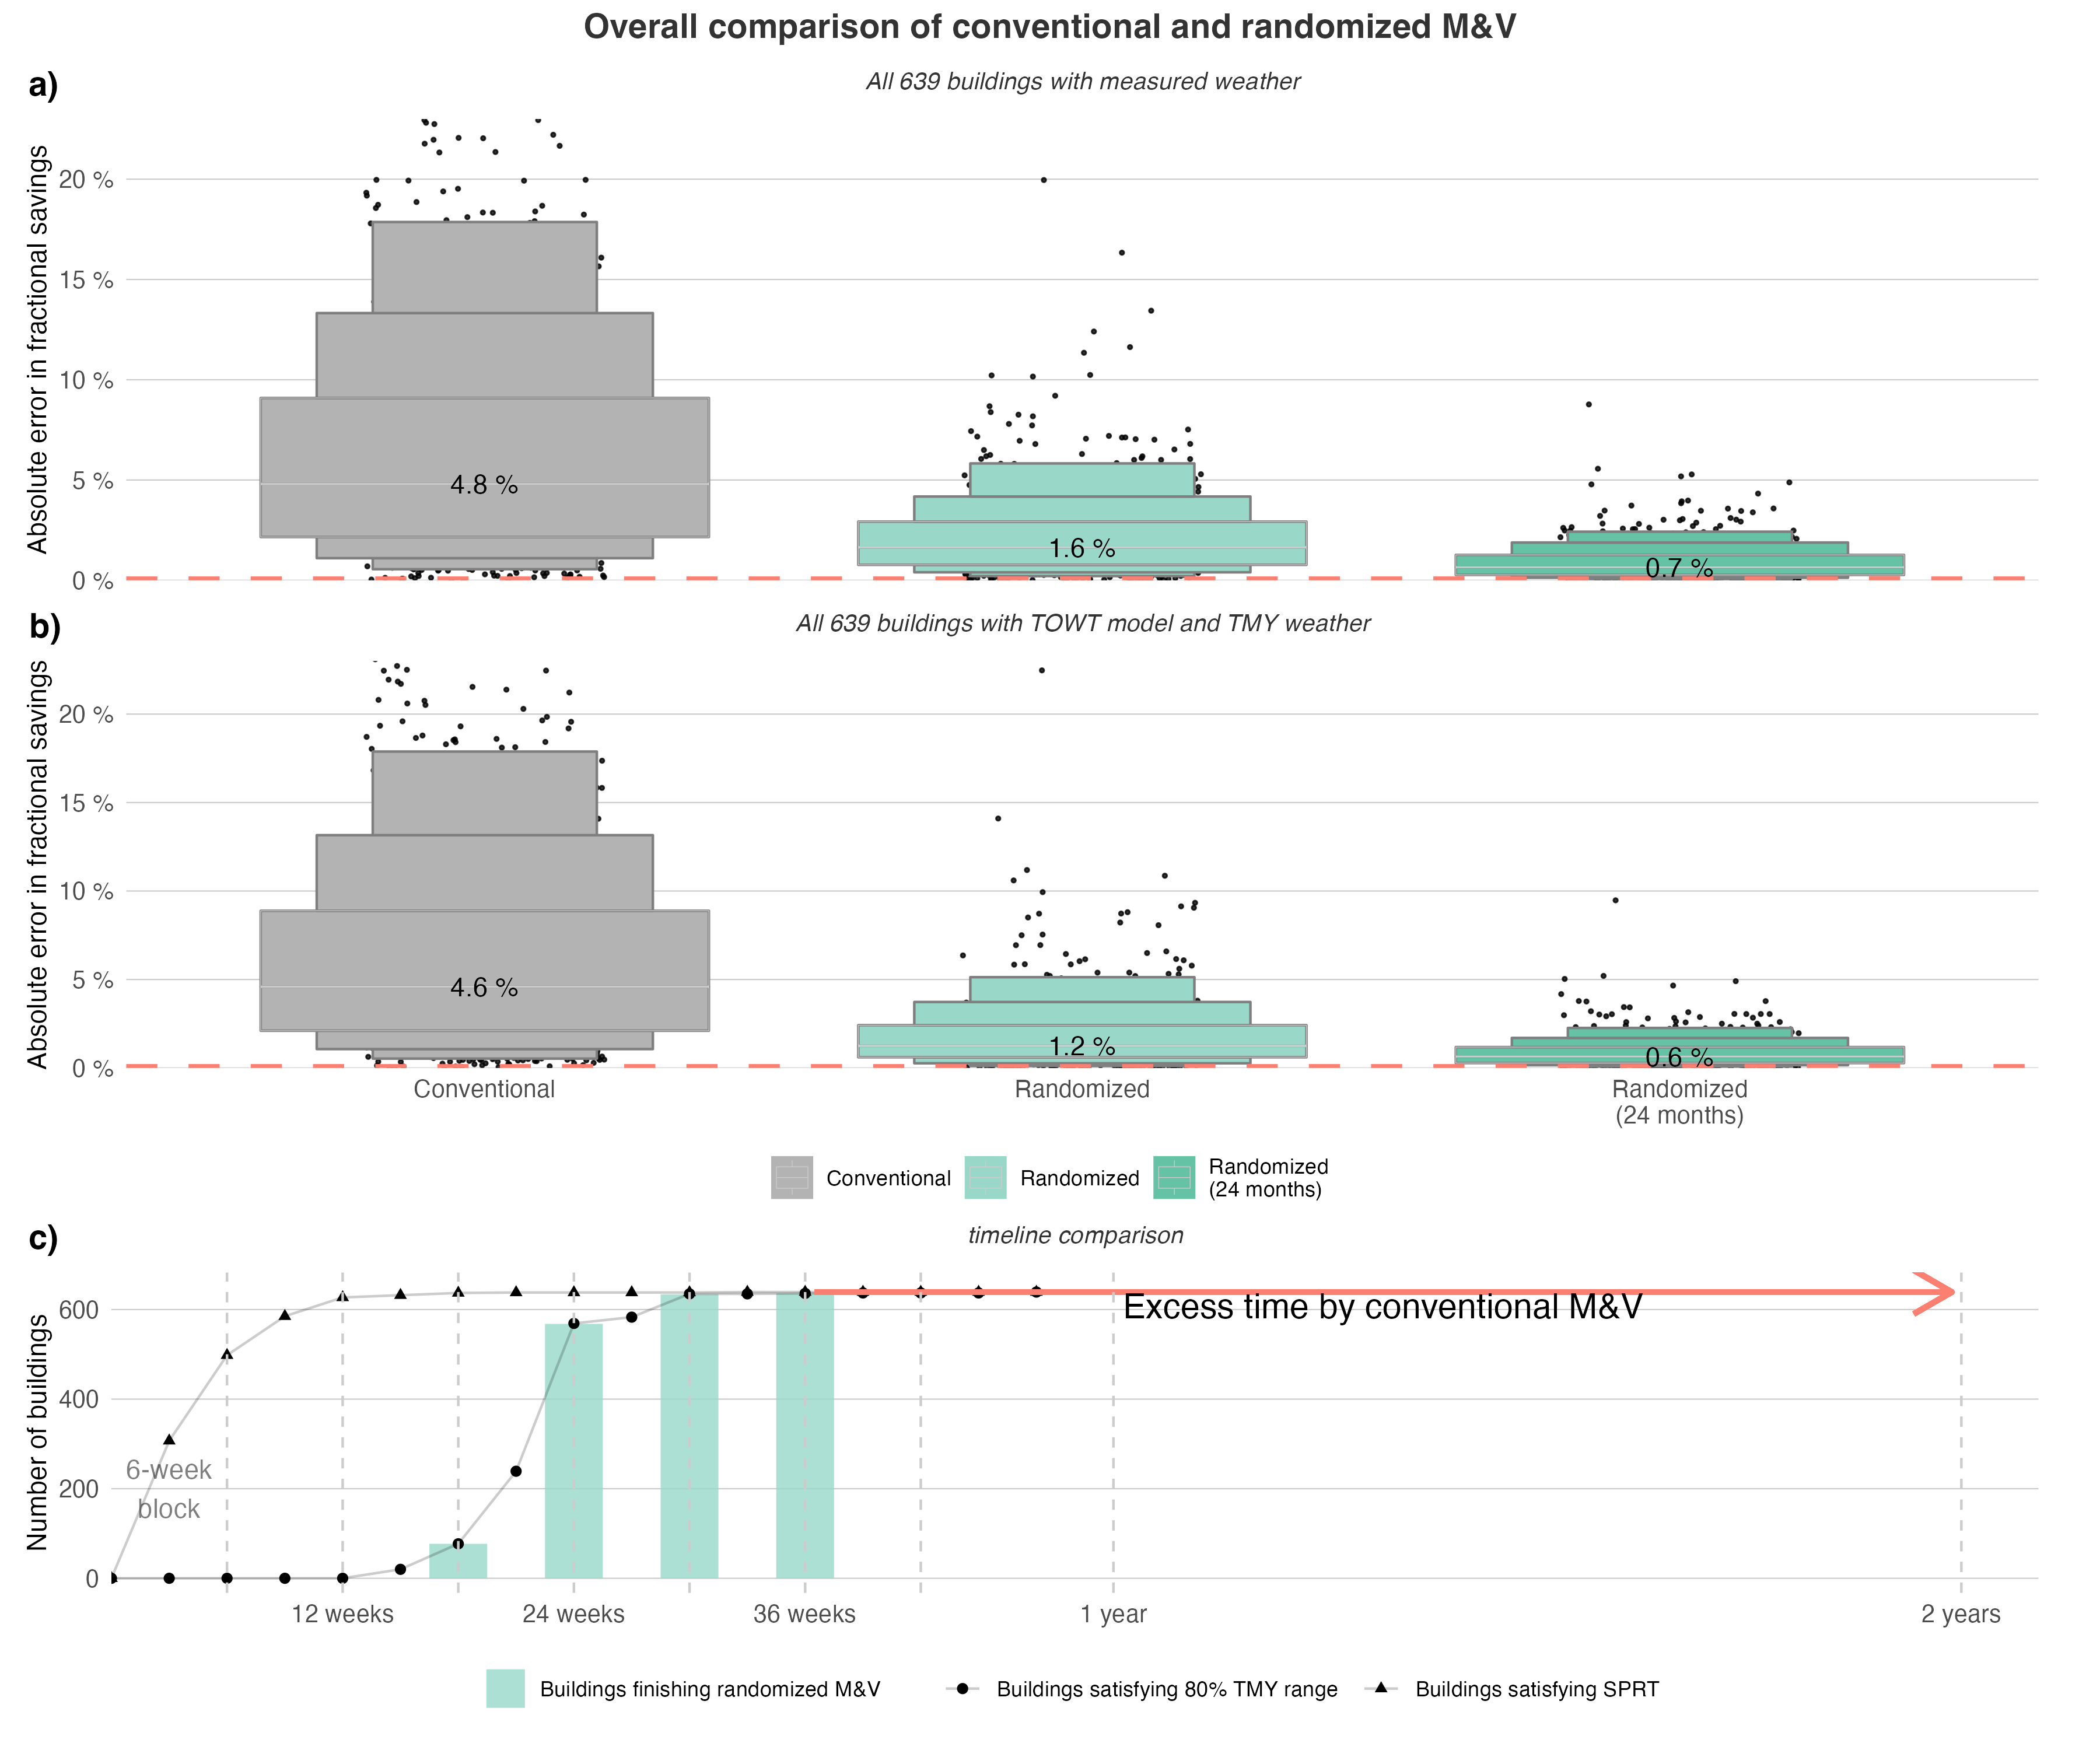 Overall comparison of conventional and randomized M&V
a)
All 639 buildings with measured weather
Absolute error in fractional savings
20 %
15 %
10 %
5 %
0 %
4.8 %
1.6 %
0.7 %
b)
All 639 buildings with TOWT model and TMY weather
Absolute error in fractional savings
20 %
15 %
10 %
5 %
0 %
4.6 %
1.2 %
0.6 %
Conventional
Randomized
Randomized
(24 months)
Conventional
Randomized
Randomized
(24 months)
c)
timeline comparison
Number of buildings
600
400
200
0
Excess time by conventional M&V
6-week
block
12 weeks
24 weeks
36 weeks
1 year
2 years
Buildings finishing randomized M&V
Buildings satisfying 80% TMY range
Buildings satisfying SPRT